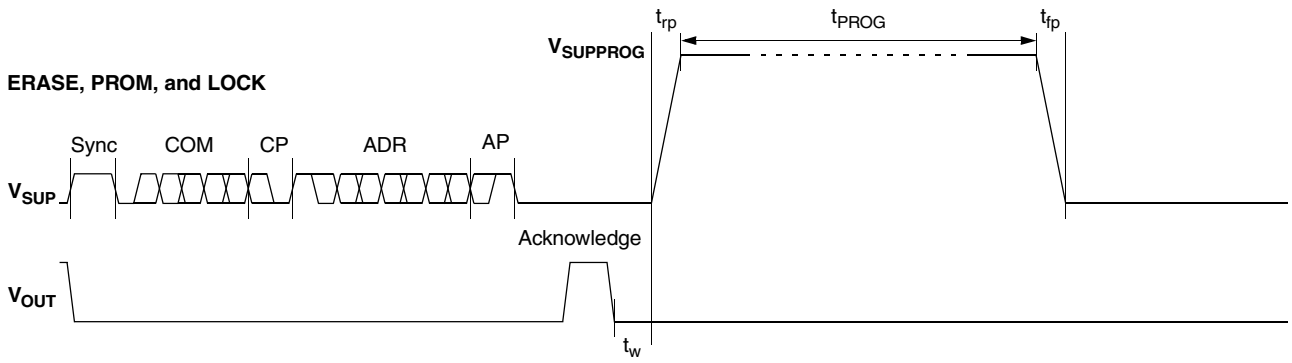 t_rp
t_PROG
t_fp
V_SUPPROG
ERASE, PROM, and LOCK
Sync
COM
CP
ADR
AP
V_SUP
Acknowledge
V_OUT
t_w